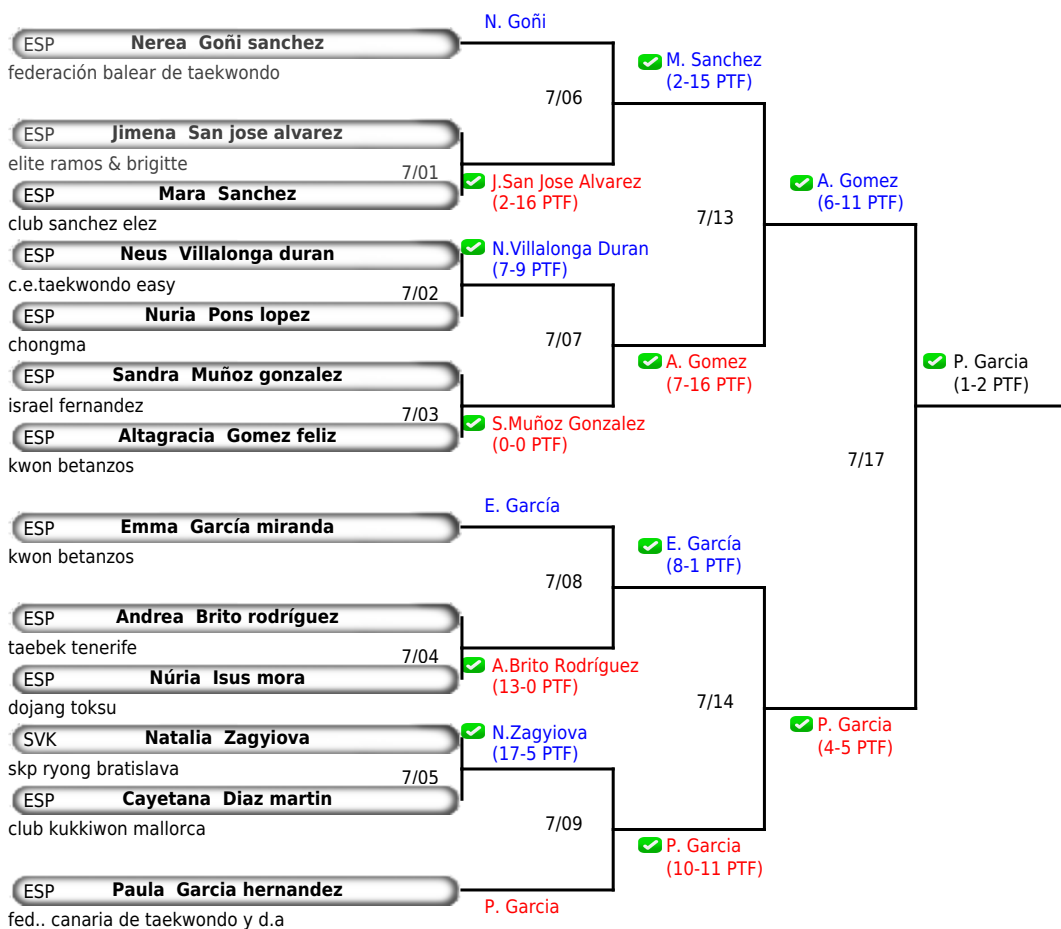 N. Goñi
ESP Nerea Goñi sanchez
federación balear de taekwondo
M. Sanchez
(2-15 PTF)
7/06
ESP Jimena San jose alvarez
elite ramos & brigitte
7/01
J.San Jose Alvarez
(2-16 PTF)
ESP Mara Sanchez
club sanchez elez
A. Gomez
(6-11 PTF)
7/13
ESP Neus Villalonga duran
c.e.taekwondo easy
N.Villalonga Duran
(7-9 PTF)
7/02
ESP Nuria Pons lopez
chongma
7/07
A. Gomez
(7-16 PTF)
P. Garcia
(1-2 PTF)
ESP Sandra Muñoz gonzalez
israel fernandez
7/03
S.Muñoz Gonzalez
(0-0 PTF)
ESP Altagracia Gomez feliz
kwon betanzos
7/17
E. García
ESP Emma García miranda
kwon betanzos
E. García
(8-1 PTF)
7/08
ESP Andrea Brito rodríguez
taebek tenerife
7/04
A.Brito Rodríguez
(13-0 PTF)
ESP Núria Isus mora
dojang toksu
7/14
P. Garcia
(4-5 PTF)
SVK Natalia Zagyiova
skp ryong bratislava
N.Zagyiova
(17-5 PTF)
7/05
ESP Cayetana Diaz martin
club kukkiwon mallorca
7/09
P. Garcia
(10-11 PTF)
ESP Paula Garcia hernandez
fed.. canaria de taekwondo y d.a
P. Garcia